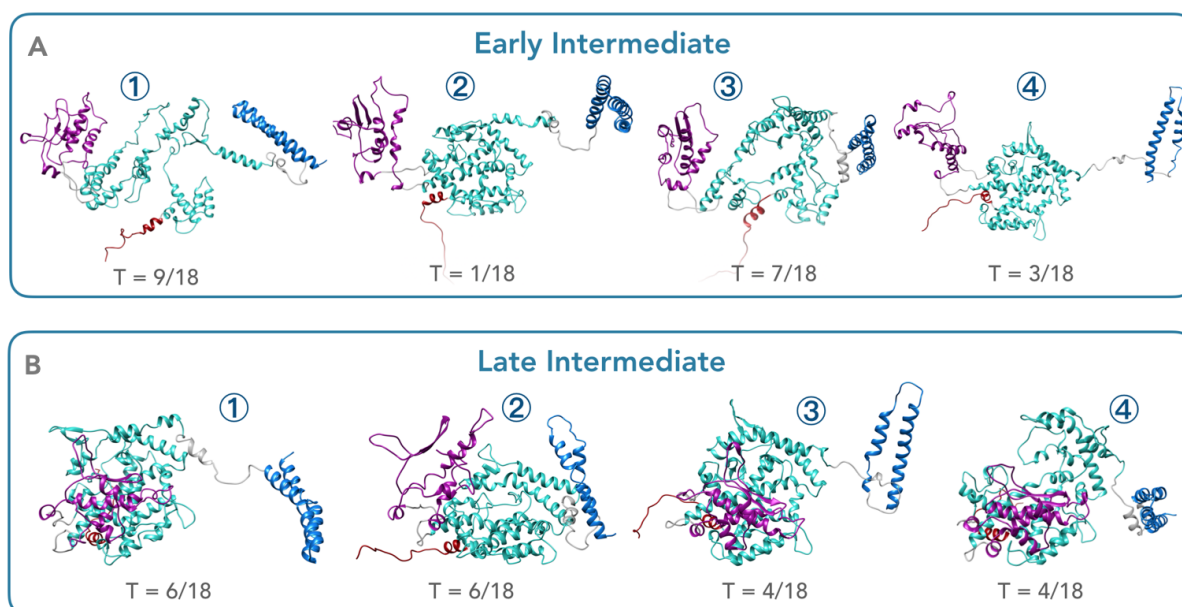 A
Early Intermediate
① ② ③ ④
T = 9/18 T = 1/18 T = 7/18 T = 3/18
B
Late Intermediate
① ② ③ ④
T = 6/18 T = 6/18 T = 4/18 T = 4/18